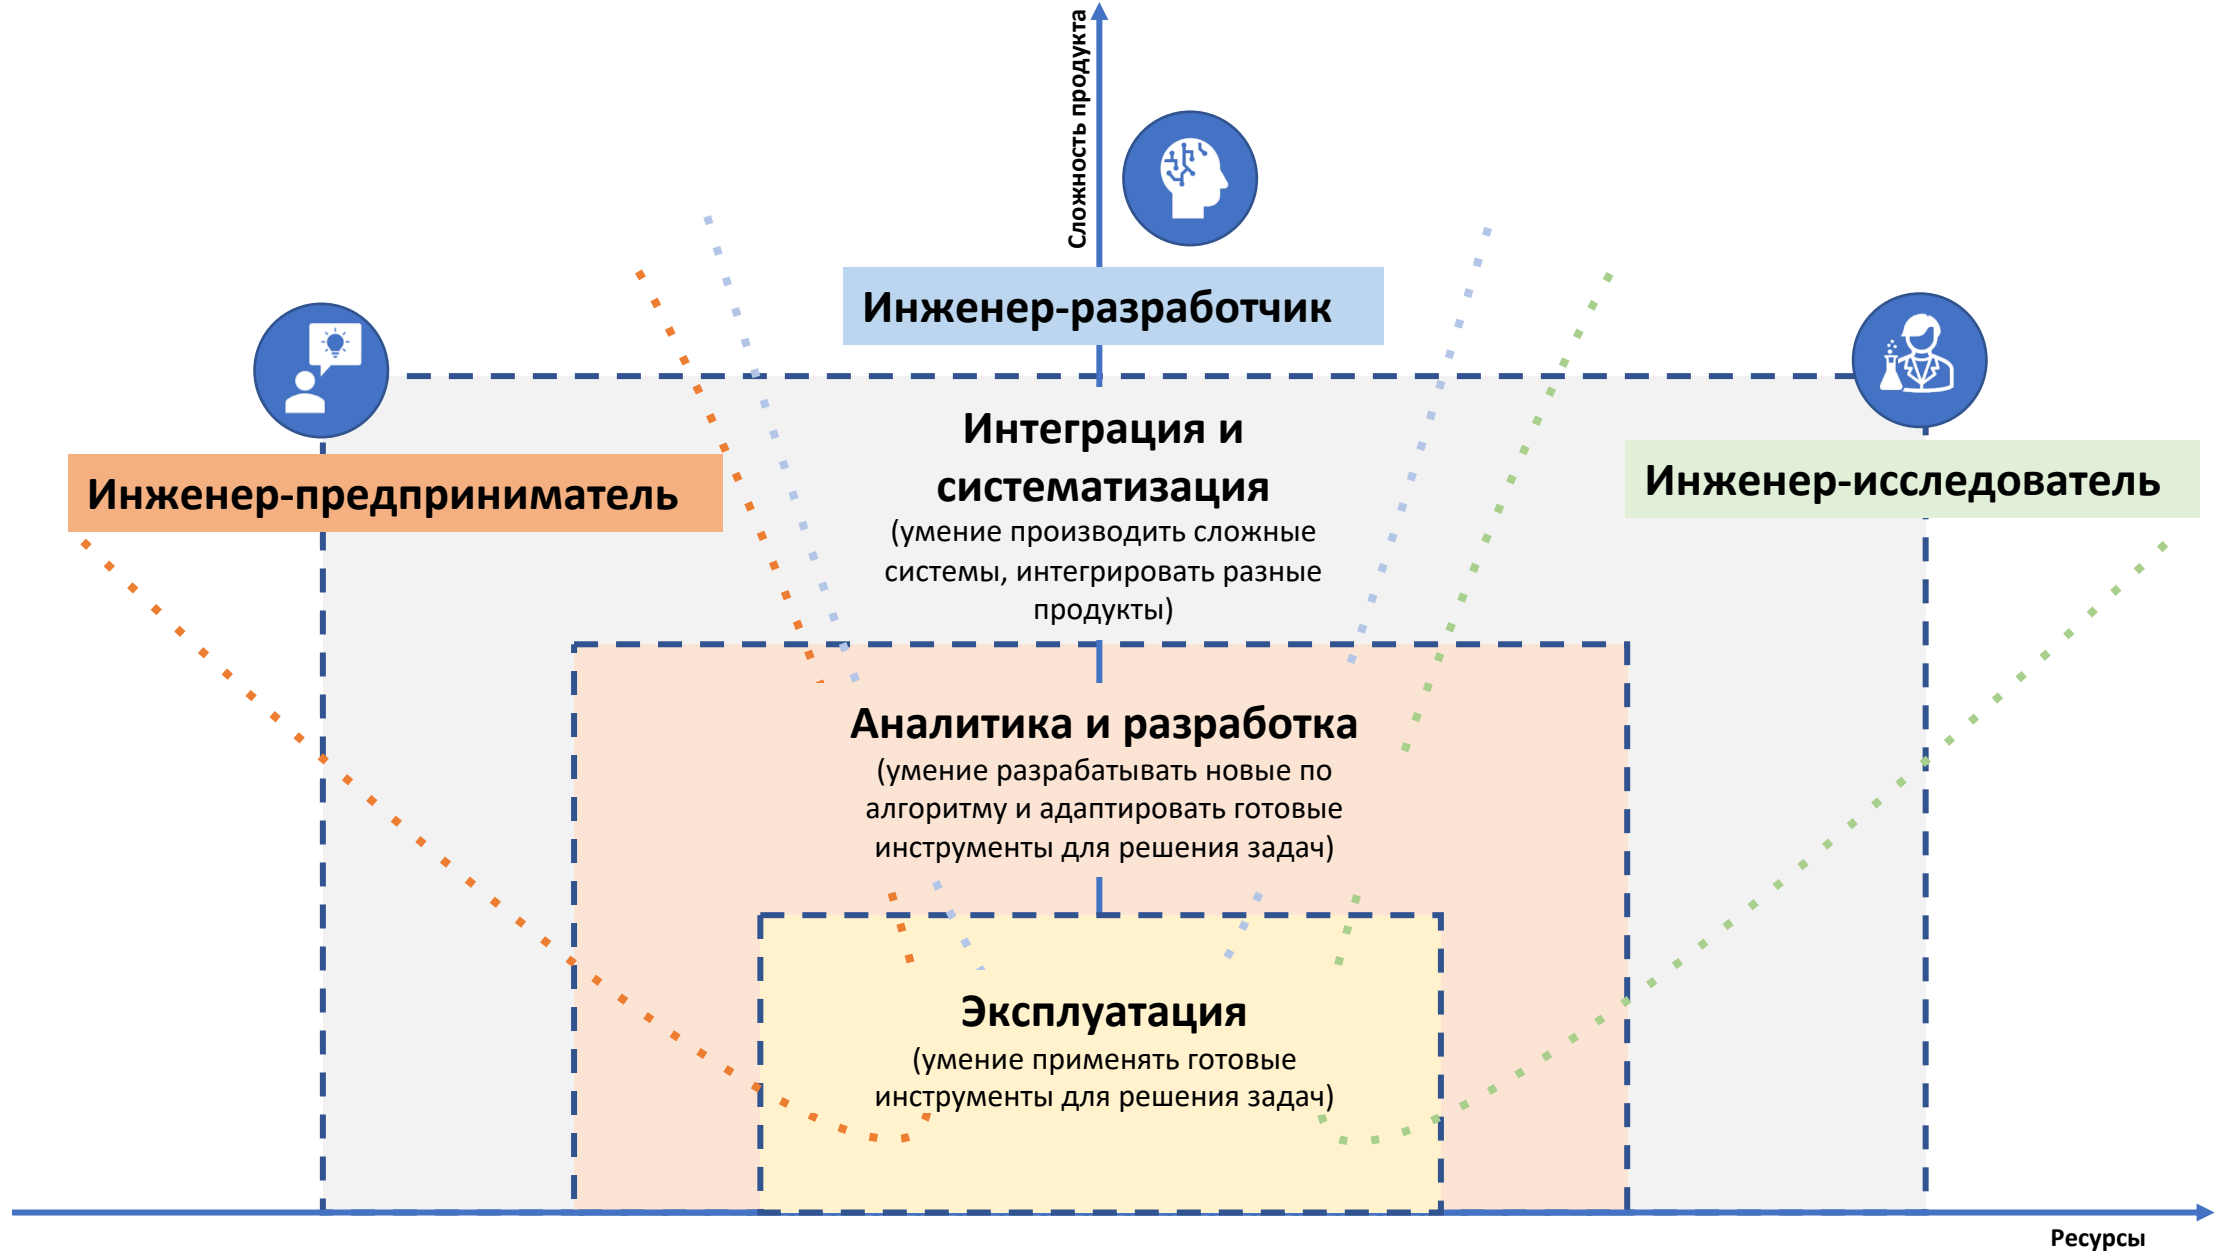 Сложность продукта
Инженер-разработчик
Инженер-предприниматель
Инженер-исследователь
Интеграция и
систематизация
(умение производить сложные
системы, интегрировать разные
продукты)
Аналитика и разработка
(умение разрабатывать новые по
алгоритму и адаптировать готовые
инструменты для решения задач)
Эксплуатация
(умение применять готовые
инструменты для решения задач)
Ресурсы